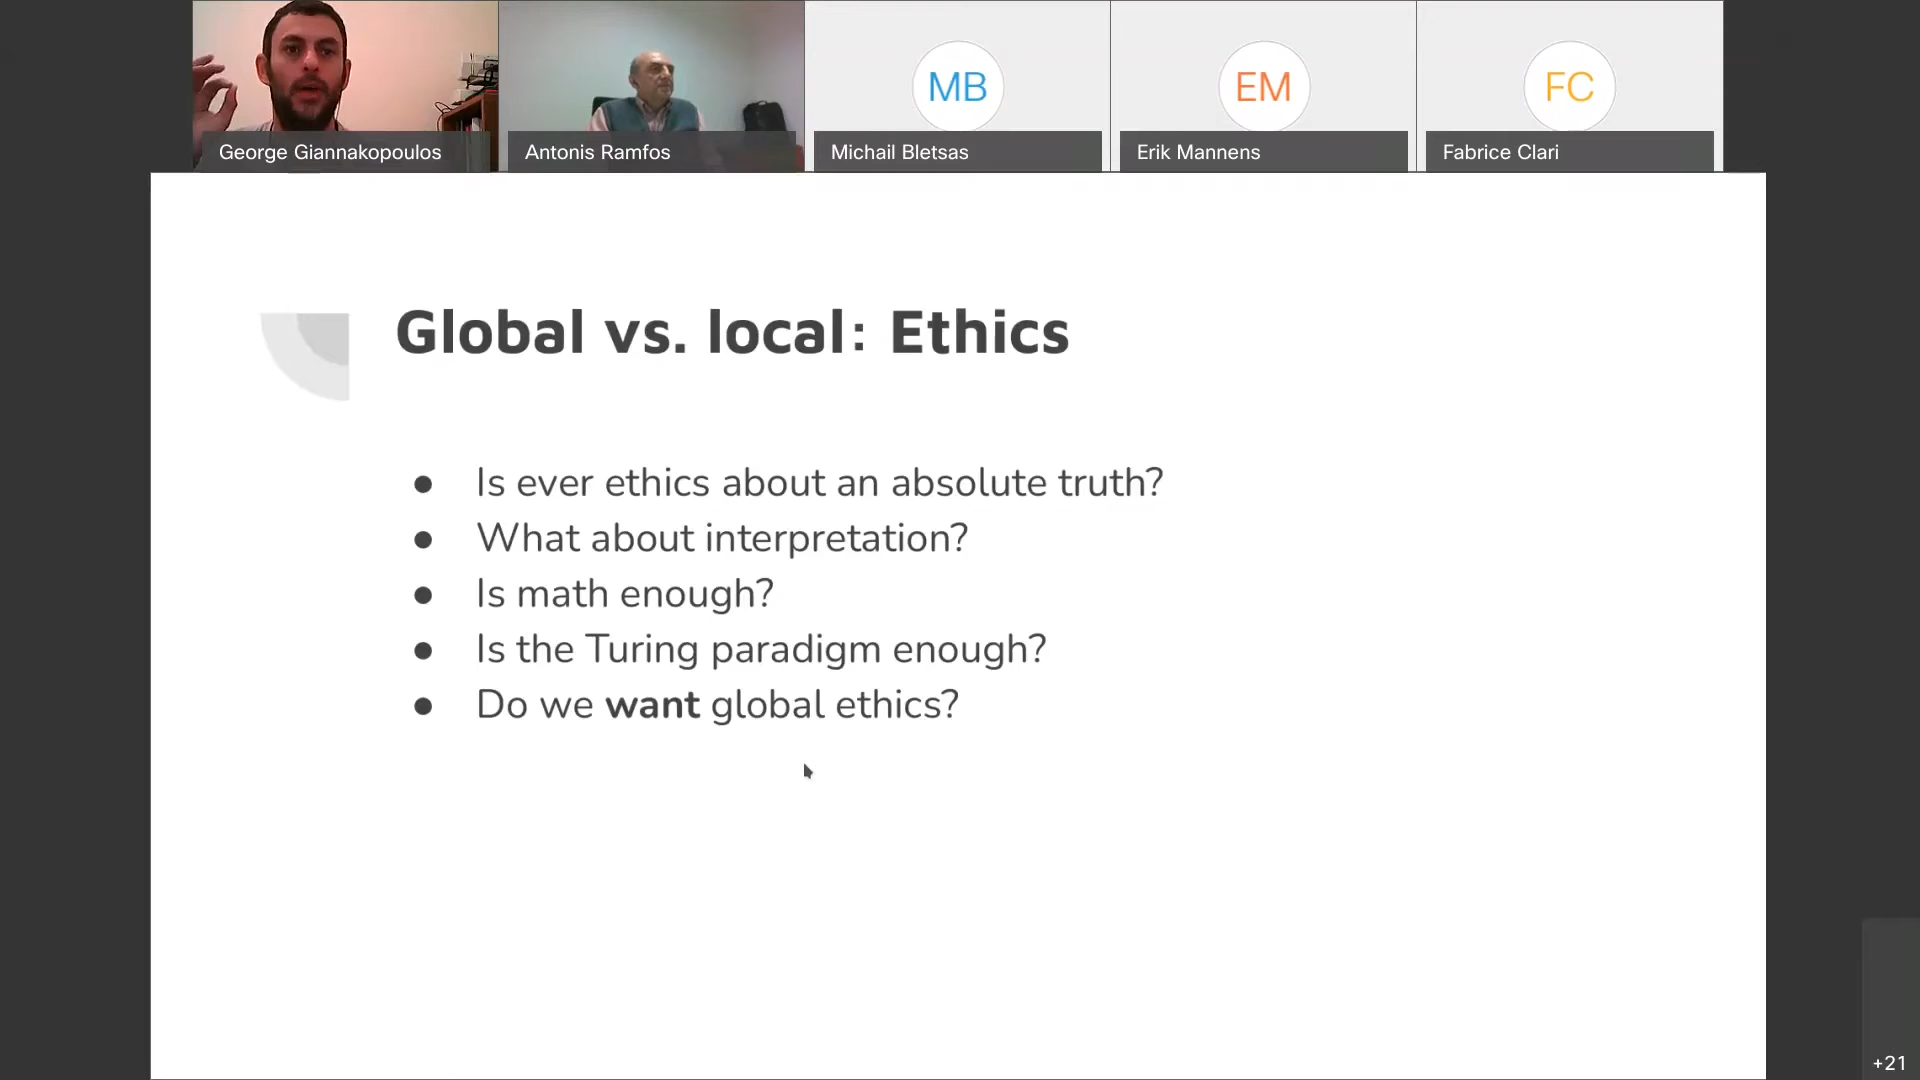 MB
EM
FC
George Giannakopoulos
Antonis Ramfos
Michail Bletsas
Erik Mannens
Fabrice Clari
Global vs. local: Ethics
● Is ever ethics about an absolute truth?
● What about interpretation?
● Is math enough?
● Is the Turing paradigm enough?
● Do we want global ethics?
+21